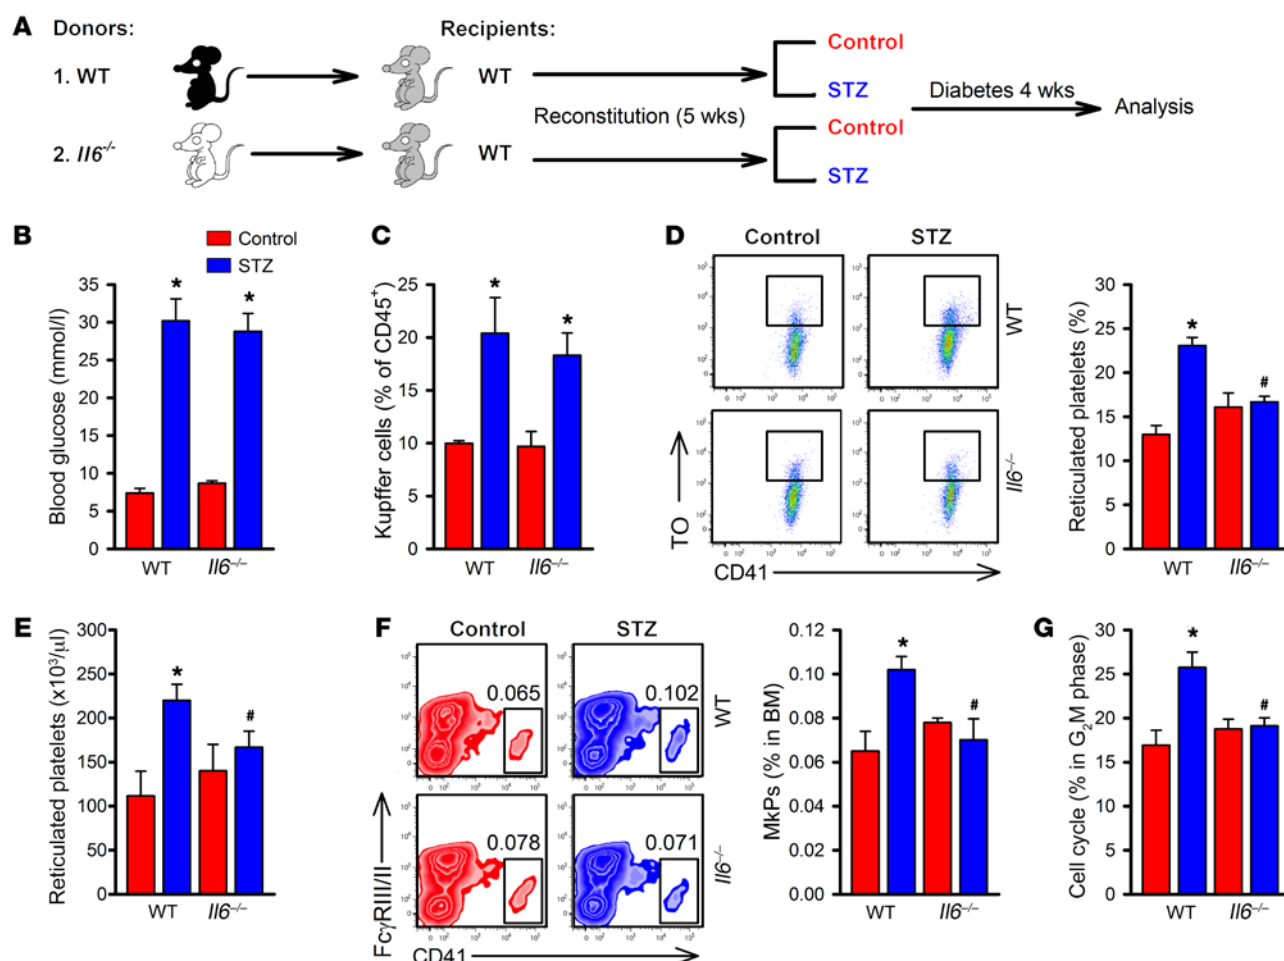 A
Donors:
Recipients:
1. WT
WT
Control
STZ
Reconstitution (5 wks)
Diabetes 4 wks
Analysis
2. Il6⁻/⁻
WT
Control
STZ
B
Control
STZ
Blood glucose (mmol/l)
35
30
25
20
15
10
5
0
*
*
WT
Il6⁻/⁻
C
Kupffer cells (% of CD45⁺)
25
20
15
10
5
0
*
*
WT
Il6⁻/⁻
D
Control
STZ
WT
Il6⁻/⁻
TO
CD41
Reticulated platelets (%)
30
25
20
15
10
5
0
*
#
WT
Il6⁻/⁻
E
Reticulated platelets (x10³/µl)
300
250
200
150
100
50
0
*
#
WT
Il6⁻/⁻
F
Control
STZ
0.065
0.102
WT
0.078
0.071
Il6⁻/⁻
FcγRIII/II
CD41
MkPs (% in BM)
0.12
0.10
0.08
0.06
0.04
0.02
0.00
*
#
WT
Il6⁻/⁻
G
Cell cycle (% in G₂M phase)
30
25
20
15
10
5
0
*
#
WT
Il6⁻/⁻